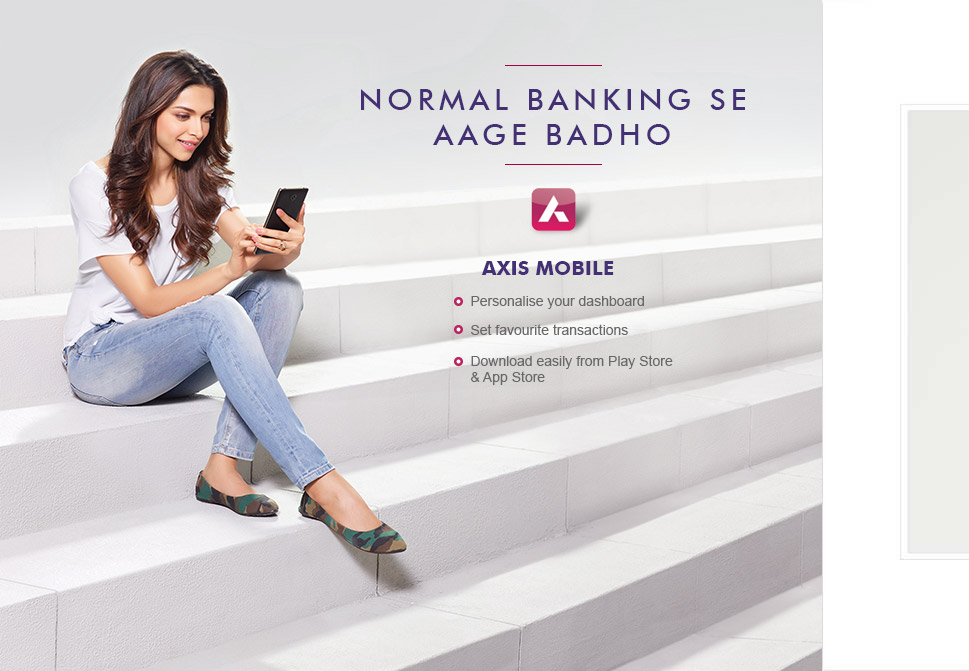 NORMAL BANKING SE
AAGE BADHO
AXIS MOBILE
Personalise your dashboard
Set favourite transactions
Download easily from Play Store
& App Store